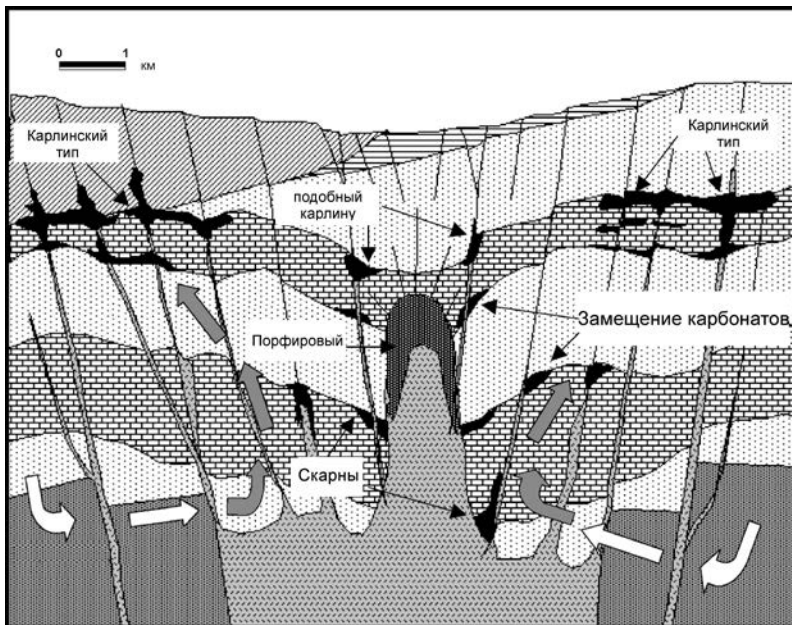 0 1
км
Карлинский
тип
Карлинский
тип
подобный
карлину
Порфировый
Замещение карбонатов
Скарны